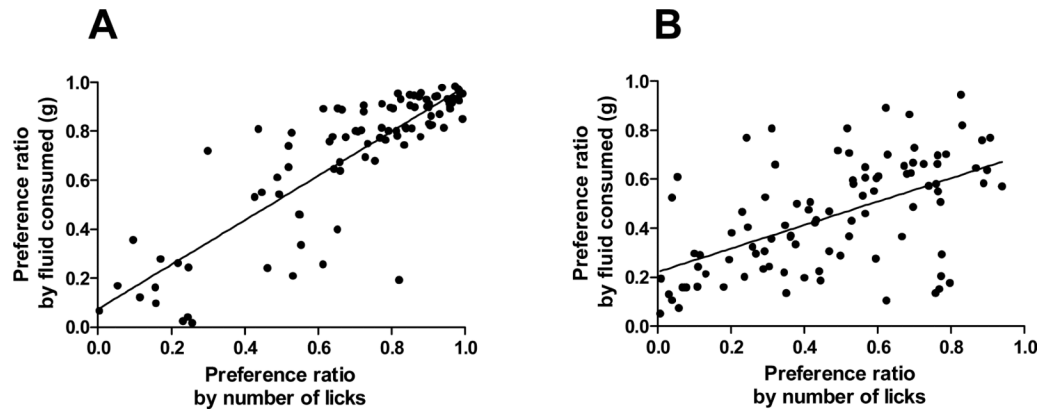 A
Preference ratio
by fluid consumed (g)
1.0
0.8
0.6
0.4
0.2
0.0
0.0 0.2 0.4 0.6 0.8 1.0
Preference ratio
by number of licks
B
Preference ratio
by fluid consumed (g)
1.0
0.8
0.6
0.4
0.2
0.0
0.0 0.2 0.4 0.6 0.8 1.0
Preference ratio
by number of licks